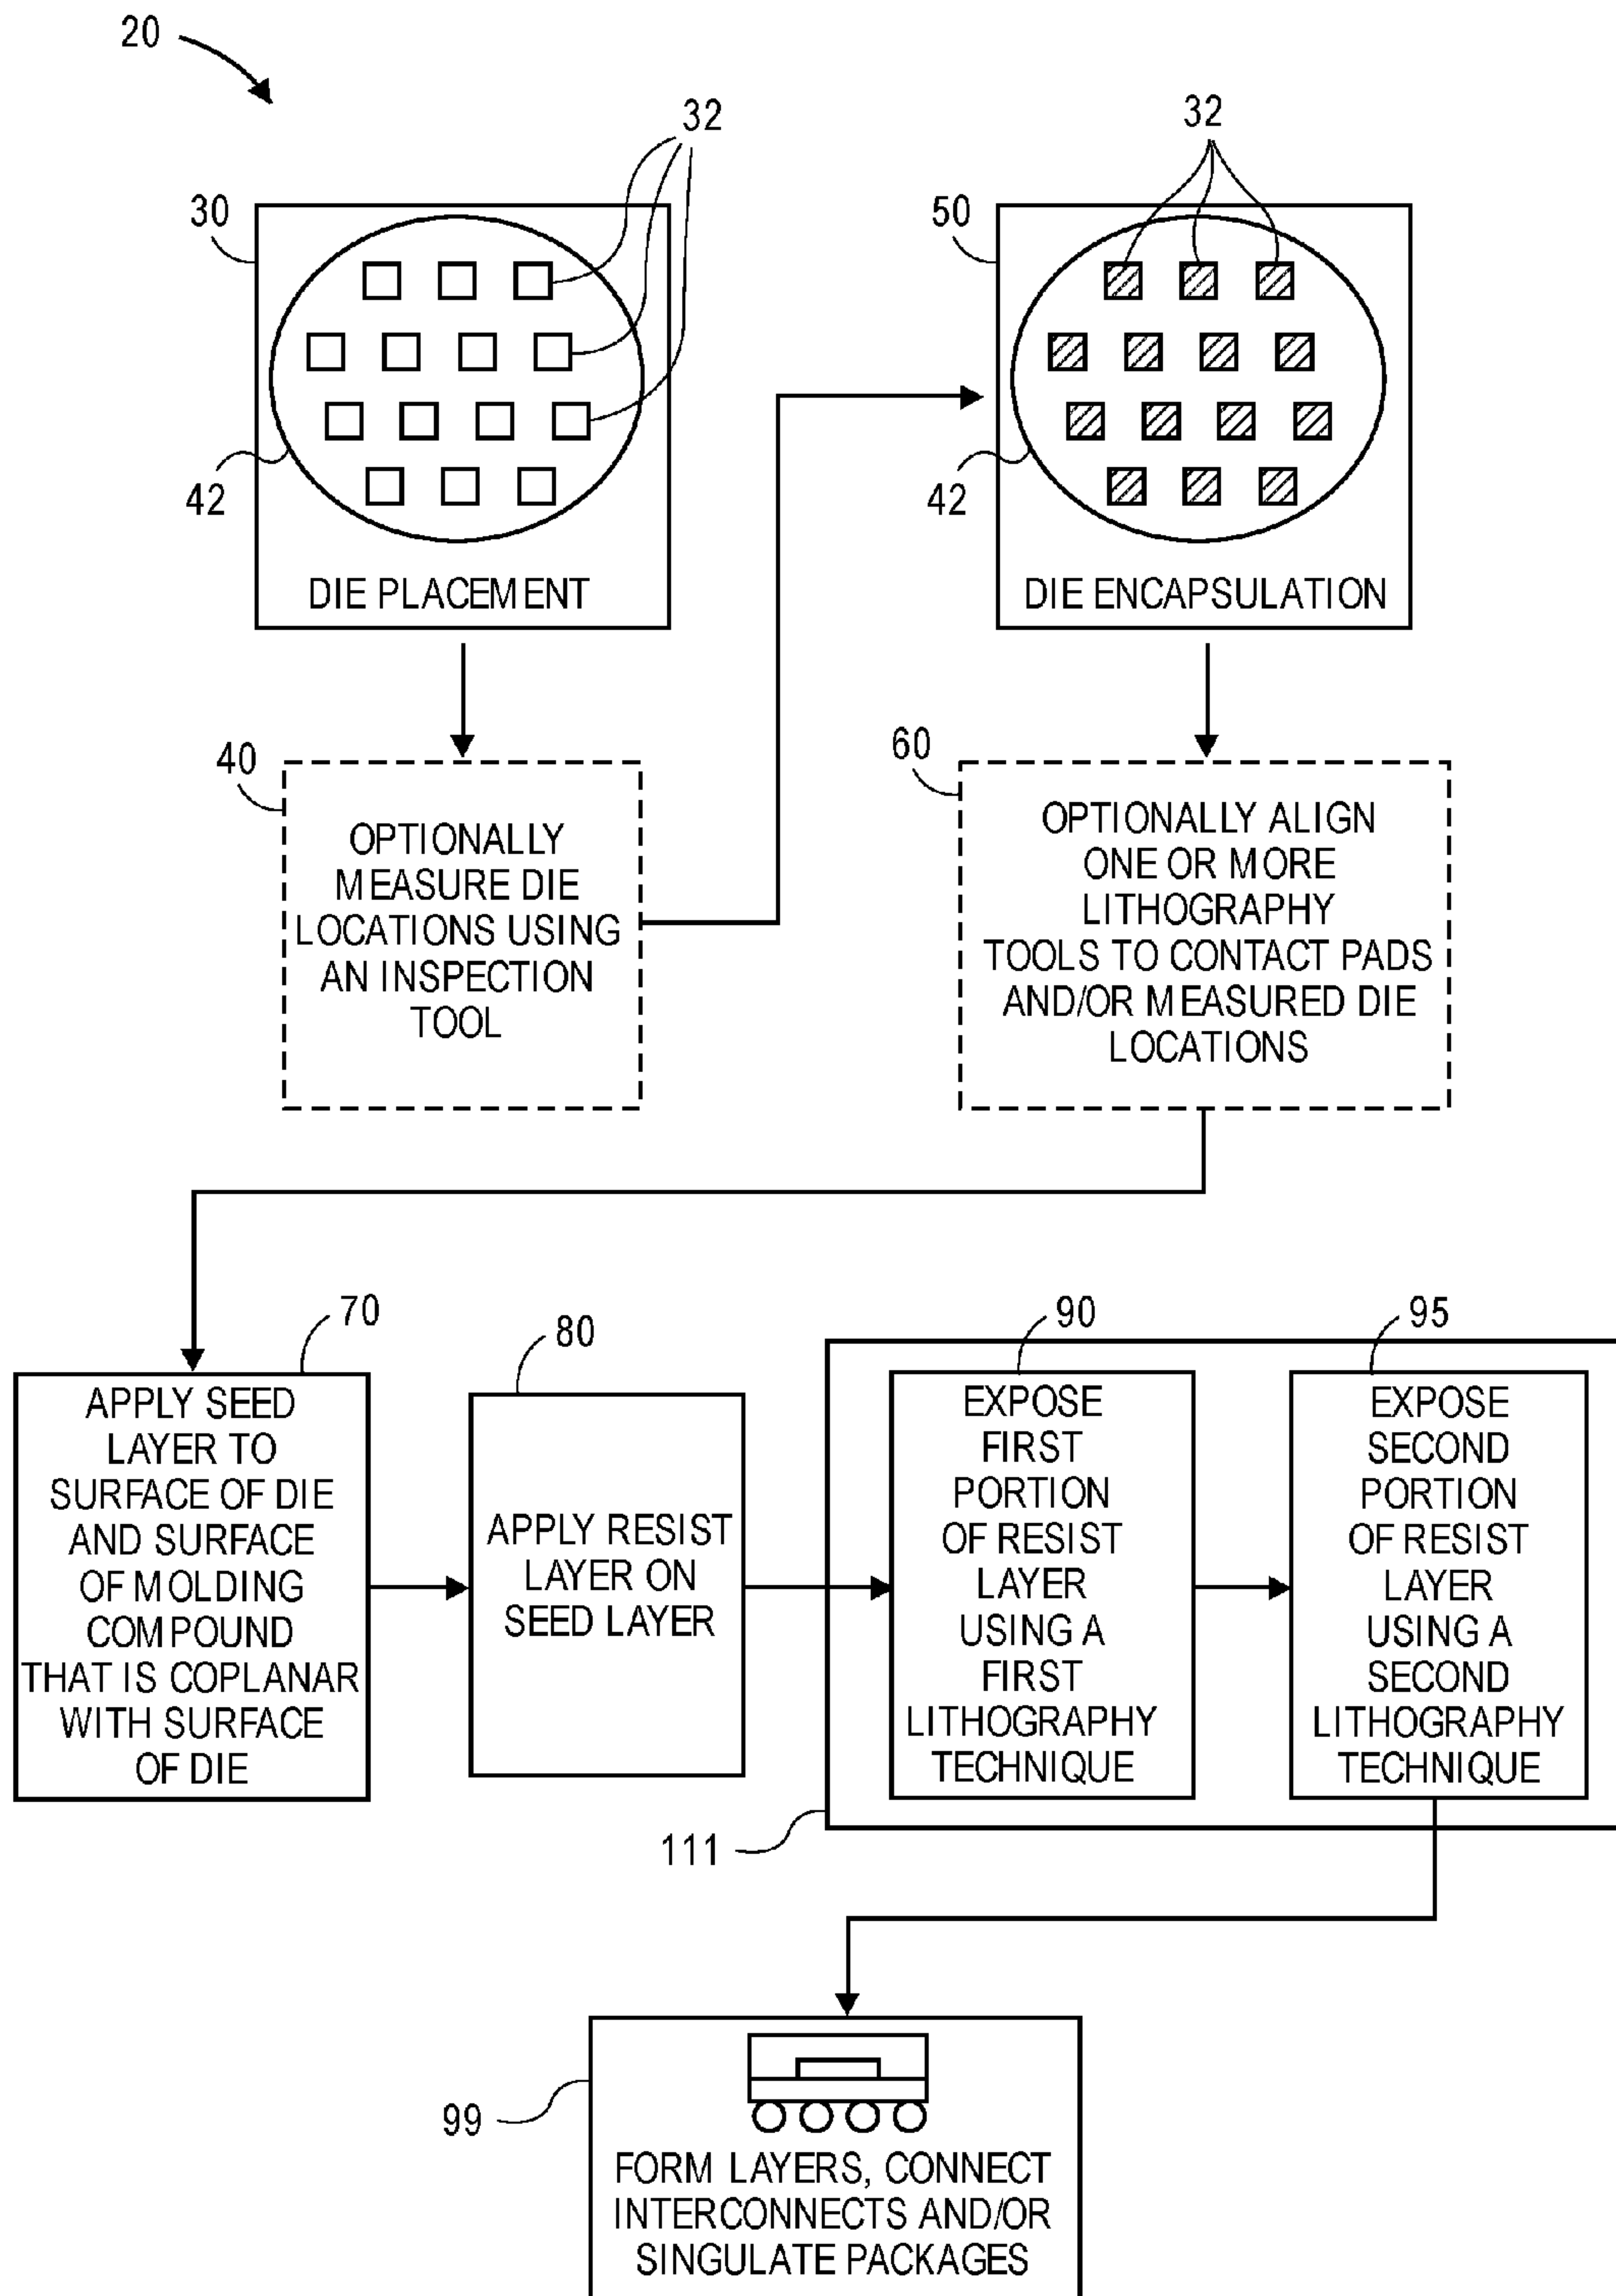 20
32
32
30
50
42
42
DIE PLACEMENT
DIE ENCAPSULATION
40
OPTIONALLY
MEASURE DIE
LOCATIONS USING
AN INSPECTION
TOOL
60
OPTIONALLY ALIGN
ONE OR MORE
LITHOGRAPHY
TOOLS TO CONTACT PADS
AND/OR MEASURED DIE
LOCATIONS
70
APPLY SEED
LAYER TO
SURFACE OF DIE
AND SURFACE
OF MOLDING
COMPOUND
THAT IS COPLANAR
WITH SURFACE
OF DIE
80
APPLY RESIST
LAYER ON
SEED LAYER
90
EXPOSE
FIRST
PORTION
OF RESIST
LAYER
USING A
FIRST
LITHOGRAPHY
TECHNIQUE
95
EXPOSE
SECOND
PORTION
OF RESIST
LAYER
USING A
SECOND
LITHOGRAPHY
TECHNIQUE
111
99
FORM LAYERS, CONNECT
INTERCONNECTS AND/OR
SINGULATE PACKAGES